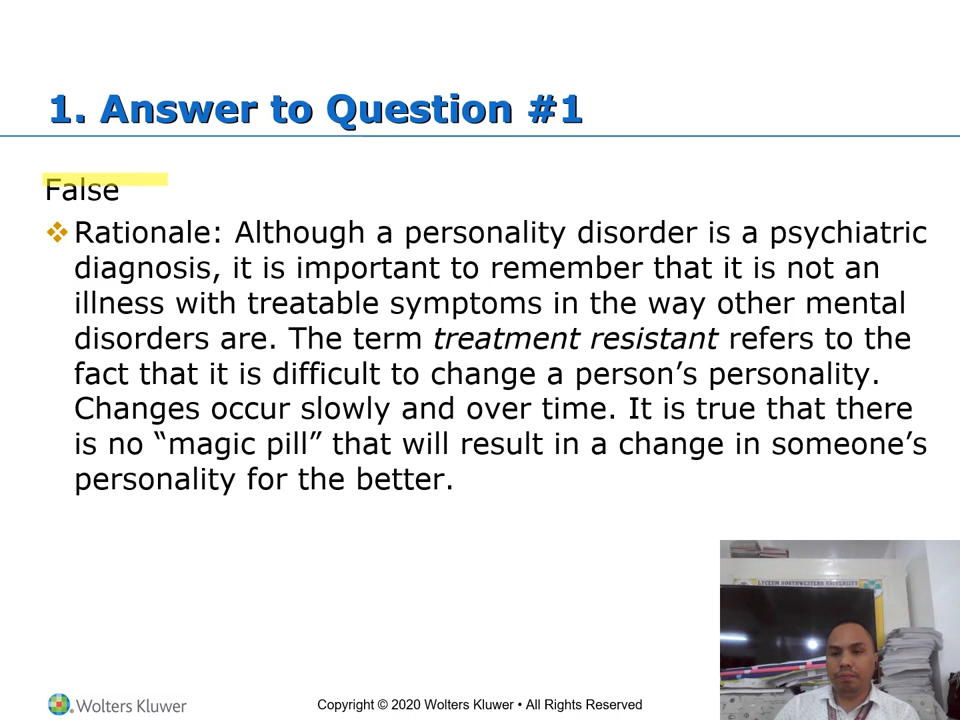 1. Answer to Question #1
False
❖ Rationale: Although a personality disorder is a psychiatric
diagnosis, it is important to remember that it is not an
illness with treatable symptoms in the way other mental
disorders are. The term treatment resistant refers to the
fact that it is difficult to change a person’s personality.
Changes occur slowly and over time. It is true that there
is no “magic pill” that will result in a change in someone’s
personality for the better.
LYCEUM NORTHWESTERN UNIVERSITY
Wolters Kluwer
Copyright © 2020 Wolters Kluwer • All Rights Reserved